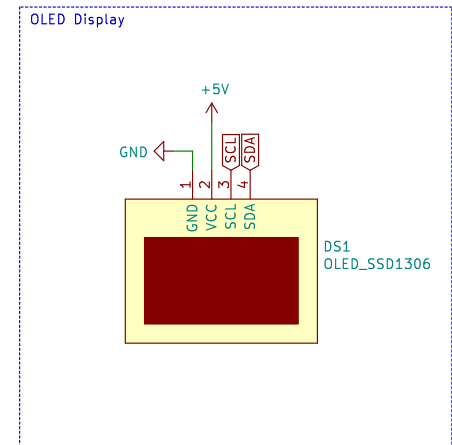 OLED Display
+5V
GND
SCL
SDA
1
2
3
4
GND
VCC
SCL
SDA
DS1
OLED_SSD1306